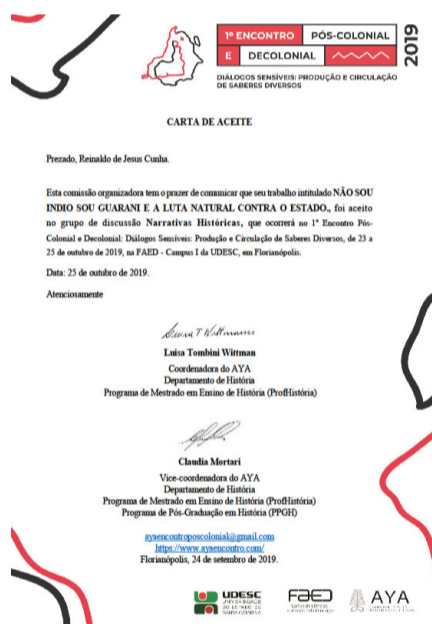 1º ENCONTRO PÓS-COLONIAL
E DECOLONIAL
2019
DIÁLOGOS SENSÍVEIS: PRODUÇÃO E CIRCULAÇÃO
DE SABERES DIVERSOS
CARTA DE ACEITE
Prezado, Reinaldo de Jesus Cunha.
Esta comissão organizadora tem o prazer de comunicar que seu trabalho intitulado NÃO SOU
INDIO SOU GUARANI E A LUTA NATURAL CONTRA O ESTADO., foi aceito
no grupo de discussão Narrativas Históricas, que ocorrerá no 1º Encontro Pós-
Colonial e Decolonial: Diálogos Sensíveis: Produção e Circulação de Saberes Diversos, de 23 a
25 de outubro de 2019, na FAED - Campus I da UDESC, em Florianópolis.
Data: 25 de outubro de 2019.
Atenciosamente
Luisa Tombini Wittman
Coordenadora do AYA
Departamento de História
Programa de Mestrado em Ensino de História (ProfHistória)
Claudia Mortari
Vice-coordenadora do AYA
Departamento de História
Programa de Mestrado em Ensino de História (ProfHistória)
Programa de Pós-Graduação em História (PPGH)
ayaencontroposcolonial@gmail.com
https://www.ayaencontro.com/
Florianópolis, 24 de setembro de 2019.
UDESC
UNIVERSIDADE
DO ESTADO DE
SANTA CATARINA
FAED
AYA